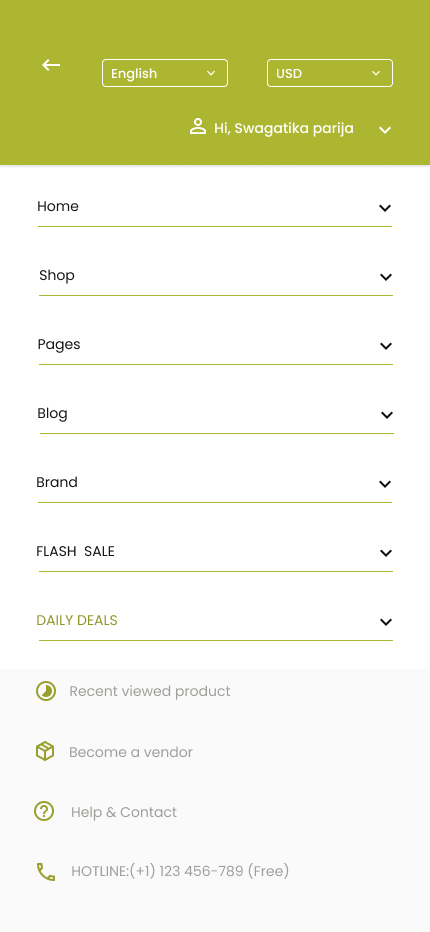 English
USD
Hi, Swagatika parija
Home
Shop
Pages
Blog
Brand
FLASH  SALE
DAILY DEALS
Recent viewed product
Become a vendor
Help & Contact
HOTLINE:(+1) 123 456-789 (Free)